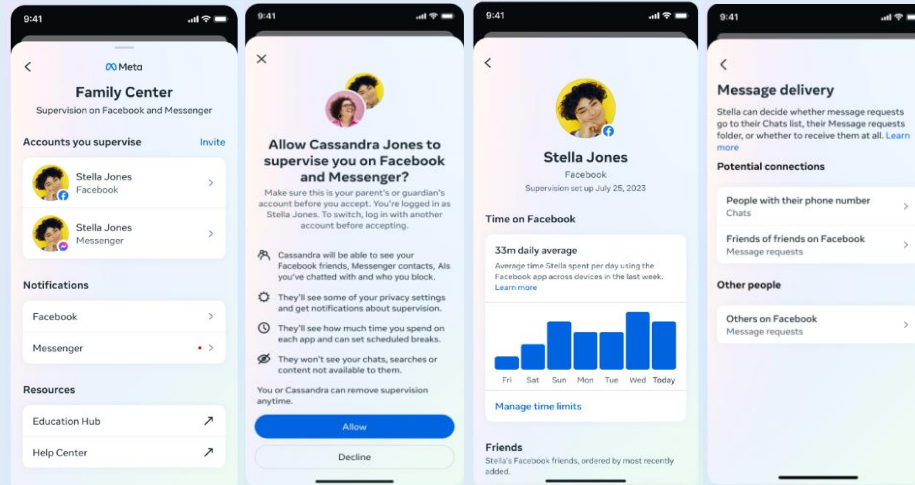 9:41
Meta
Family Center
Supervision on Facebook and Messenger
Accounts you supervise
Invite
Stella Jones
Facebook
Stella Jones
Messenger
Notifications
Facebook
Messenger
Resources
Education Hub
Help Center
9:41
Allow Cassandra Jones to
supervise you on Facebook
and Messenger?
Make sure this is your parent's or guardian's
account before you accept. You're logged in as
Stella Jones. To switch, log in with another
account before accepting.
Cassandra will be able to see your
Facebook friends, Messenger contacts, AIs
you've chatted with and who you block.
They'll see some of your privacy settings
and get notifications about supervision.
They'll see how much time you spend on
each app and can set scheduled breaks.
They won't see your chats, searches or
content not available to them.
You or Cassandra can remove supervision
anytime.
Allow
Decline
9:41
Stella Jones
Facebook
Supervision set up July 25, 2023
Time on Facebook
33m daily average
Average time Stella spent per day using the
Facebook app across devices in the last week.
Learn more
Fri Sat Sun Mon Tue Wed Today
Manage time limits
Friends
Stella's Facebook friends, ordered by most recently
added.
9:41
Message delivery
Stella can decide whether message requests
go to their Chats list, their Message requests
folder, or whether to receive them at all. Learn
more
Potential connections
People with their phone number
Chats
Friends of friends on Facebook
Message requests
Other people
Others on Facebook
Message requests